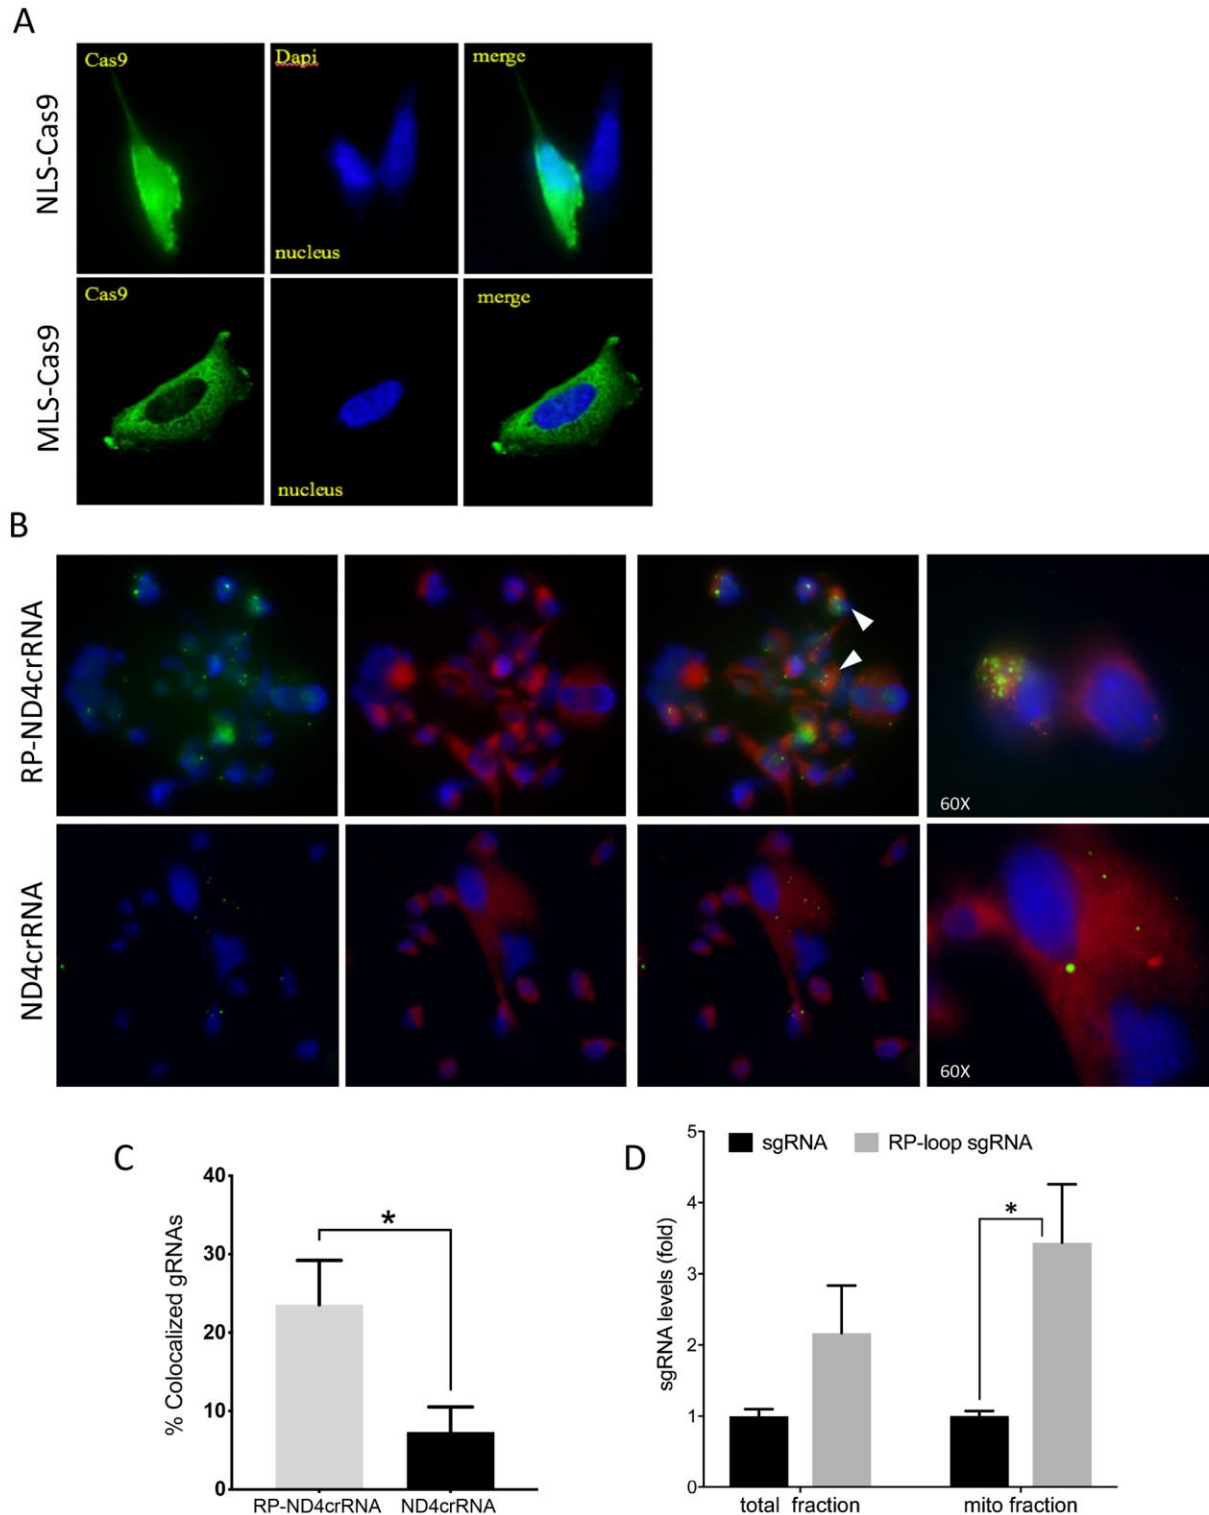 A
NLS-Cas9
Cas9
Dapi
nucleus
merge
MLS-Cas9
Cas9
nucleus
merge
B
RP-ND4crRNA
60X
ND4crRNA
60X
C
% Colocalized gRNAs
40
30
20
10
0
*
RP-ND4crRNA
ND4crRNA
D
sgRNA levels (fold)
5
4
3
2
1
0
sgRNA
RP-loop sgRNA
*
total fraction
mito fraction